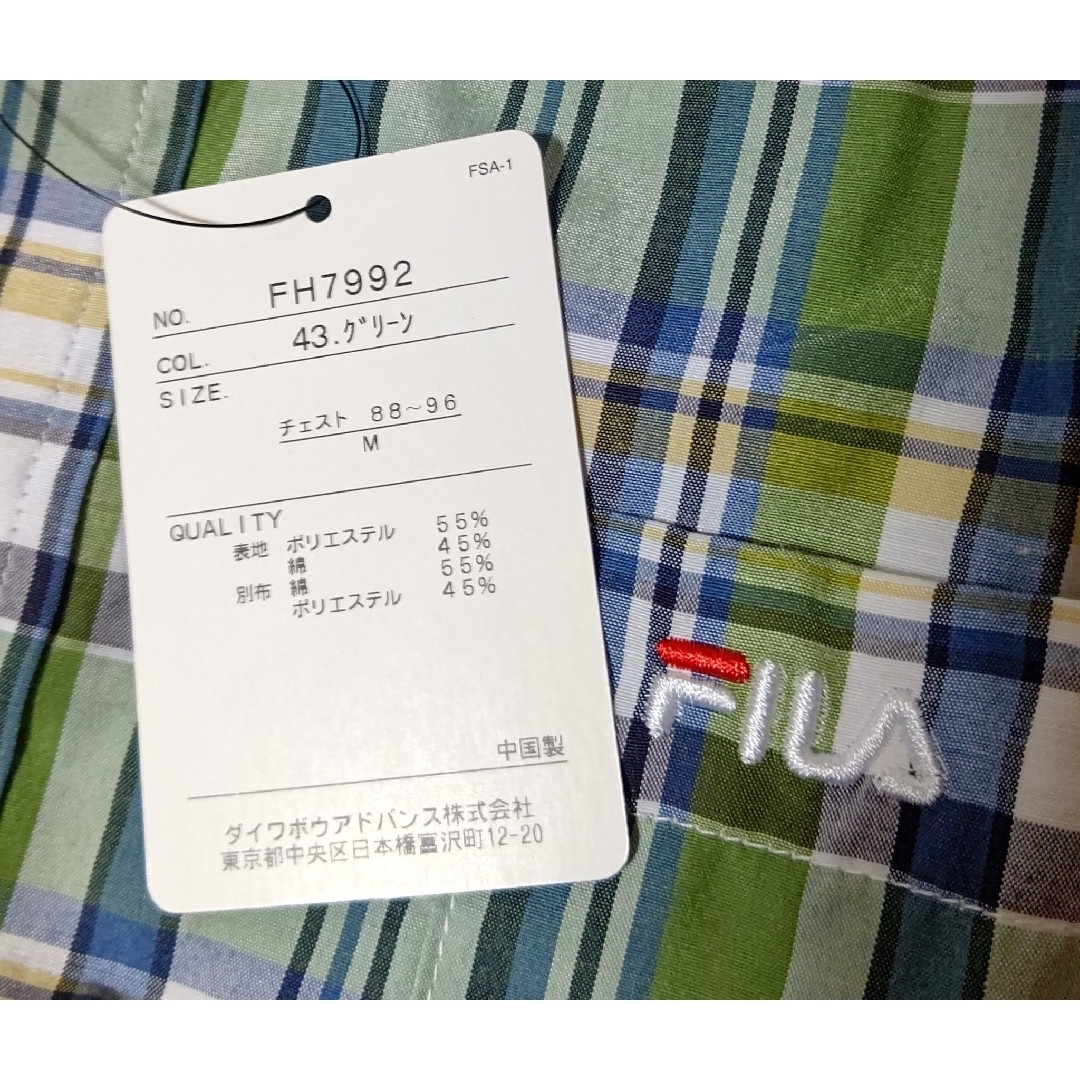 FSA-1
NO. FH7992
COL. 43.ｸﾞﾘｰﾝ
SIZE.
チェスト 88~96
M
QUALITY
表地 ポリエステル 55%
綿 45%
別布 綿 55%
ポリエステル 45%
中国製
ダイワボウアドバンス株式会社
東京都中央区日本橋富沢町12-20
FILA